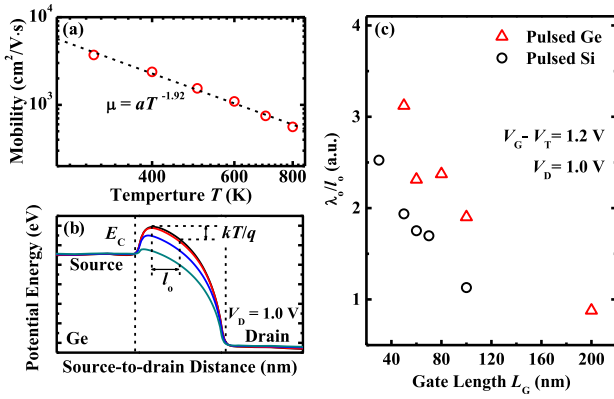 (a)
Mobility (cm²/V·s)
10⁴
10³
μ = aT⁻¹·⁹²
400
600
800
Temperture T (K)
(b)
Potential Energy (eV)
E_C
kT/q
Source
l_o
V_D = 1.0 V
Ge
Drain
Source-to-drain Distance (nm)
(c)
Pulsed Ge
Pulsed Si
V_G- V_T= 1.2 V
V_D= 1.0 V
λ_o/l_o (a.u.)
4
3
2
1
40
80
120
160
200
Gate Length L_G (nm)